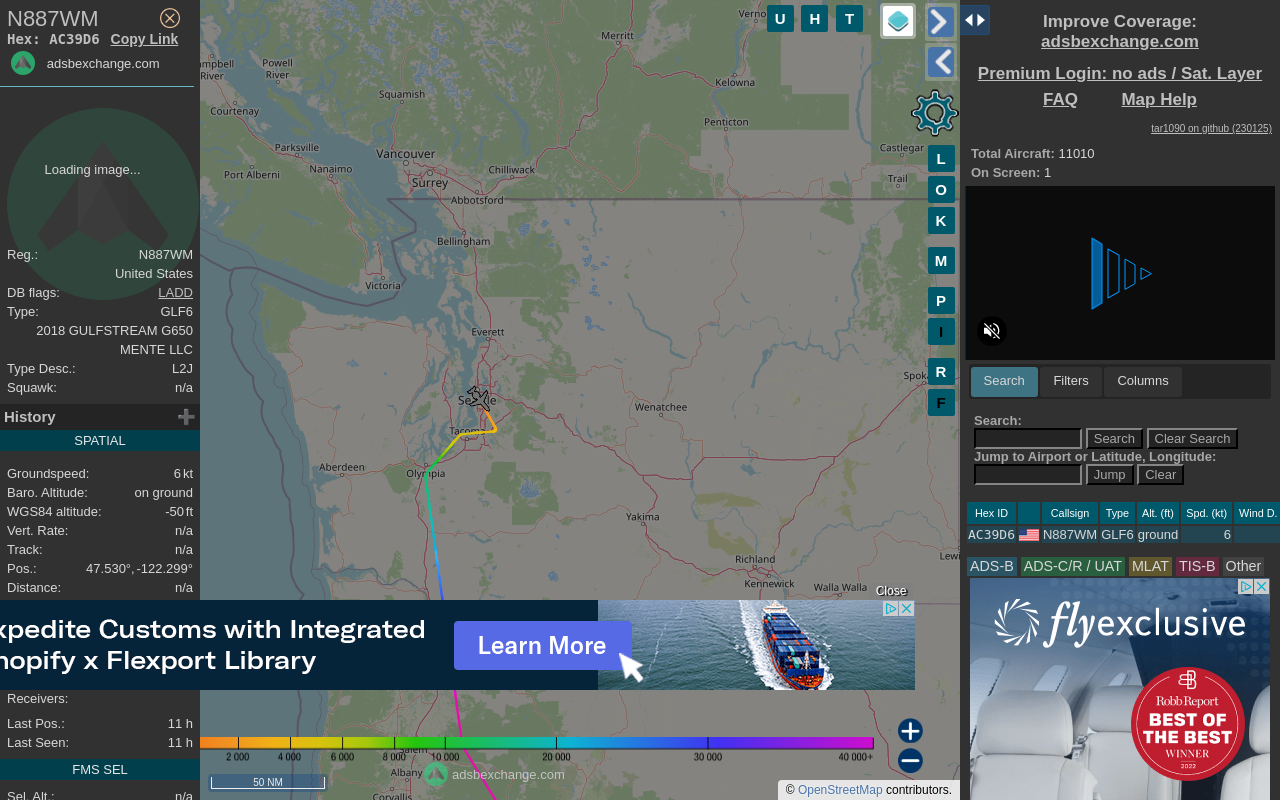 N887WM
Hex: AC39D6 Copy Link
adsbexchange.com
Loading image...
Reg.: N887WM
United States
DB flags: LADD
Type: GLF6
2018 GULFSTREAM G650
MENTE LLC
Type Desc.: L2J
Squawk: n/a
History
SPATIAL
Groundspeed: 6 kt
Baro. Altitude: on ground
WGS84 altitude: -50 ft
Vert. Rate: n/a
Track: n/a
Pos.: 47.530°, -122.299°
Distance: n/a
Receivers:
Last Pos.: 11 h
Last Seen: 11 h
FMS SEL
Sel. Alt.: n/a
U H T
Merritt
Powell
River
River
Squamish
Kelowna
Courtenay
Penticton
Parksville
Vancouver
Castlegar
Nanaimo
Chilliwack
Port Alberni
Surrey
Trail
Abbotsford
Bellingham
Victoria
Everett
Wenatchee
Aberdeen
Olympia
Yakima
Richland
Kennewick
Walla Walla
Albany
Corvallis
L
O
K
M
P
I
R
F
Close
xpedite Customs with Integrated
hopify x Flexport Library
Learn More
2 000 4 000 6 000 8 000 10 000 20 000 30 000 40 000+
50 NM
adsbexchange.com
© OpenStreetMap contributors.
Improve Coverage:
adsbexchange.com
Premium Login: no ads / Sat. Layer
FAQ Map Help
tar1090 on github (230125)
Total Aircraft: 11010
On Screen: 1
Search Filters Columns
Search:
Search Clear Search
Jump to Airport or Latitude, Longitude:
Jump Clear
Hex ID Callsign Type Alt. (ft) Spd. (kt) Wind D.
AC39D6 N887WM GLF6 ground 6
ADS-B ADS-C/R / UAT MLAT TIS-B Other
flyexclusive
Robb Report
BEST OF
THE BEST
WINNER
2022